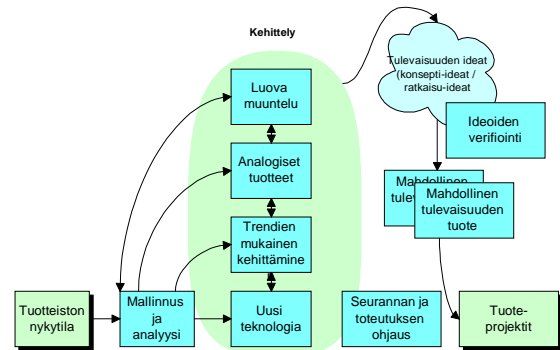 Kehittely
Luova
muuntelu
Analogiset
tuotteet
Trendien
mukainen
kehittäminen
Uusi
teknologia
Tuotteiston
nykytila
Mallinnus
ja
analyysi
Tulevaisuuden ideat
(konsepti-ideat /
ratkaisu-ideat
Ideoiden
verifiointi
Mahdollinen
Mahdollinen
tulevaisuuden
tuote
Seurannan ja
toteutuksen
ohjaus
Tuote-
projektit